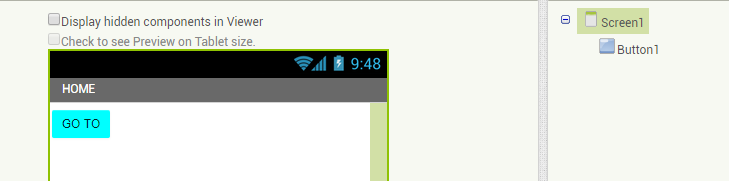 Display hidden components in Viewer
Check to see Preview on Tablet size.
9:48
HOME
GO TO
Screen1
Button1